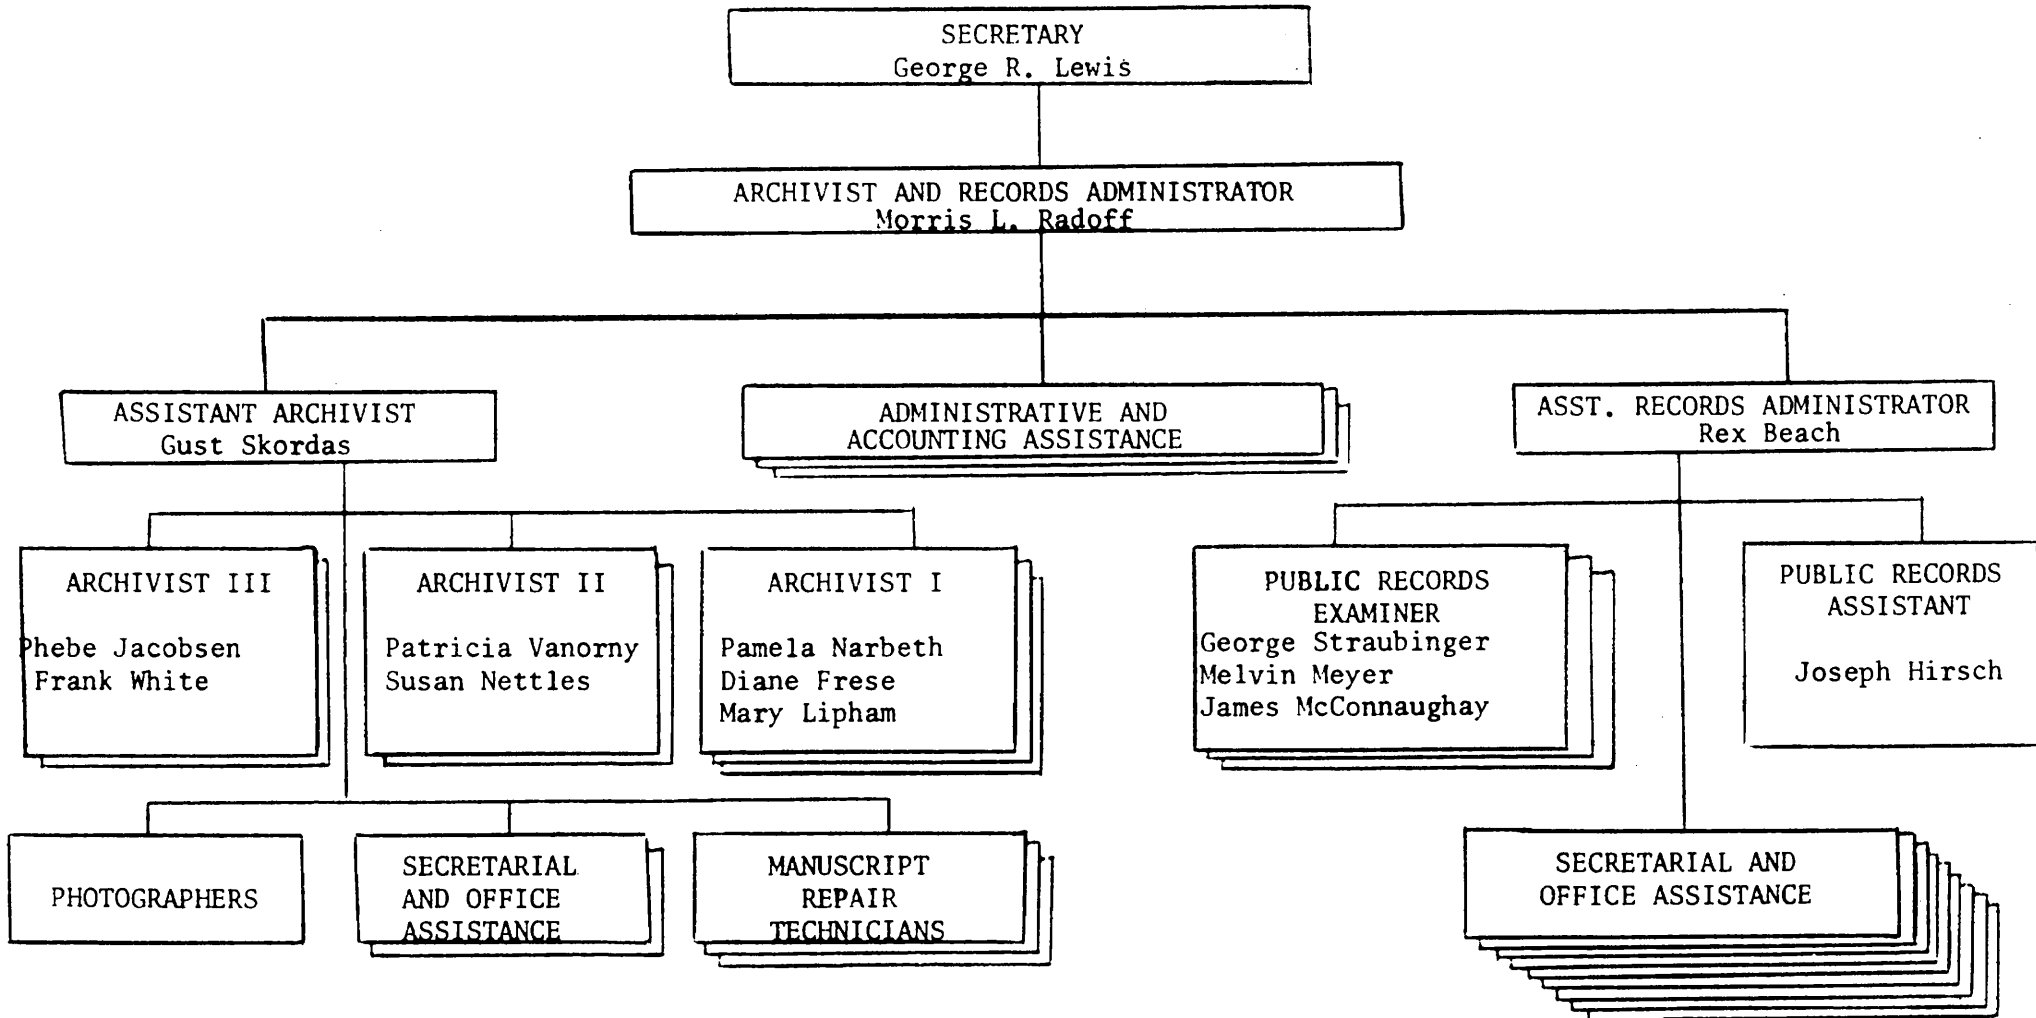 SECRETARY
George R. Lewis
ARCHIVIST AND RECORDS ADMINISTRATOR
Morris L. Radoff
ASSISTANT ARCHIVIST
Gust Skordas
ADMINISTRATIVE AND
ACCOUNTING ASSISTANCE
ASST. RECORDS ADMINISTRATOR
Rex Beach
ARCHIVIST III
Phebe Jacobsen
Frank White
ARCHIVIST II
Patricia Vanorny
Susan Nettles
ARCHIVIST I
Pamela Narbeth
Diane Frese
Mary Lipham
PUBLIC RECORDS
EXAMINER
George Straubinger
Melvin Meyer
James McConnaughay
PUBLIC RECORDS
ASSISTANT
Joseph Hirsch
PHOTOGRAPHERS
SECRETARIAL
AND OFFICE
ASSISTANCE
MANUSCRIPT
REPAIR
TECHNICIANS
SECRETARIAL AND
OFFICE ASSISTANCE